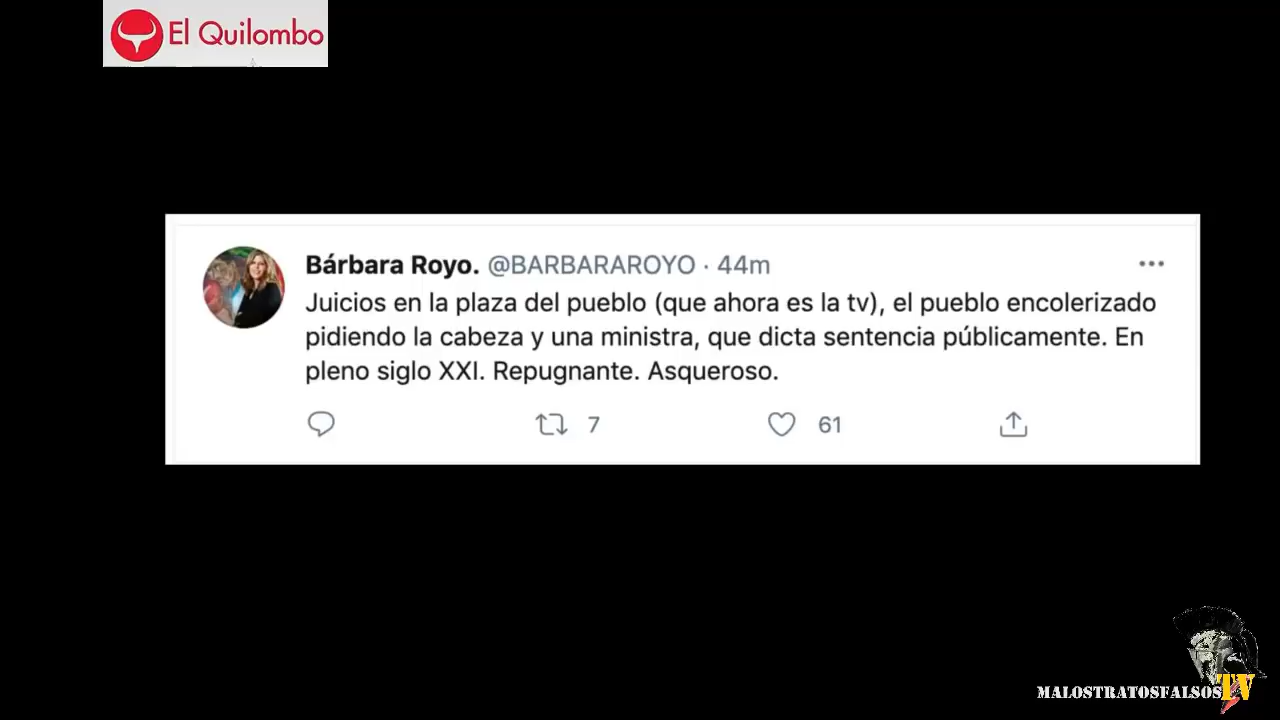 El Quilombo
Bárbara Royo. @BARBARAROYO · 44m
Juicios en la plaza del pueblo (que ahora es la tv), el pueblo encolerizado
pidiendo la cabeza y una ministra, que dicta sentencia públicamente. En
pleno siglo XXI. Repugnante. Asqueroso.
7 61
MALOSTRATOSFALSOSTV